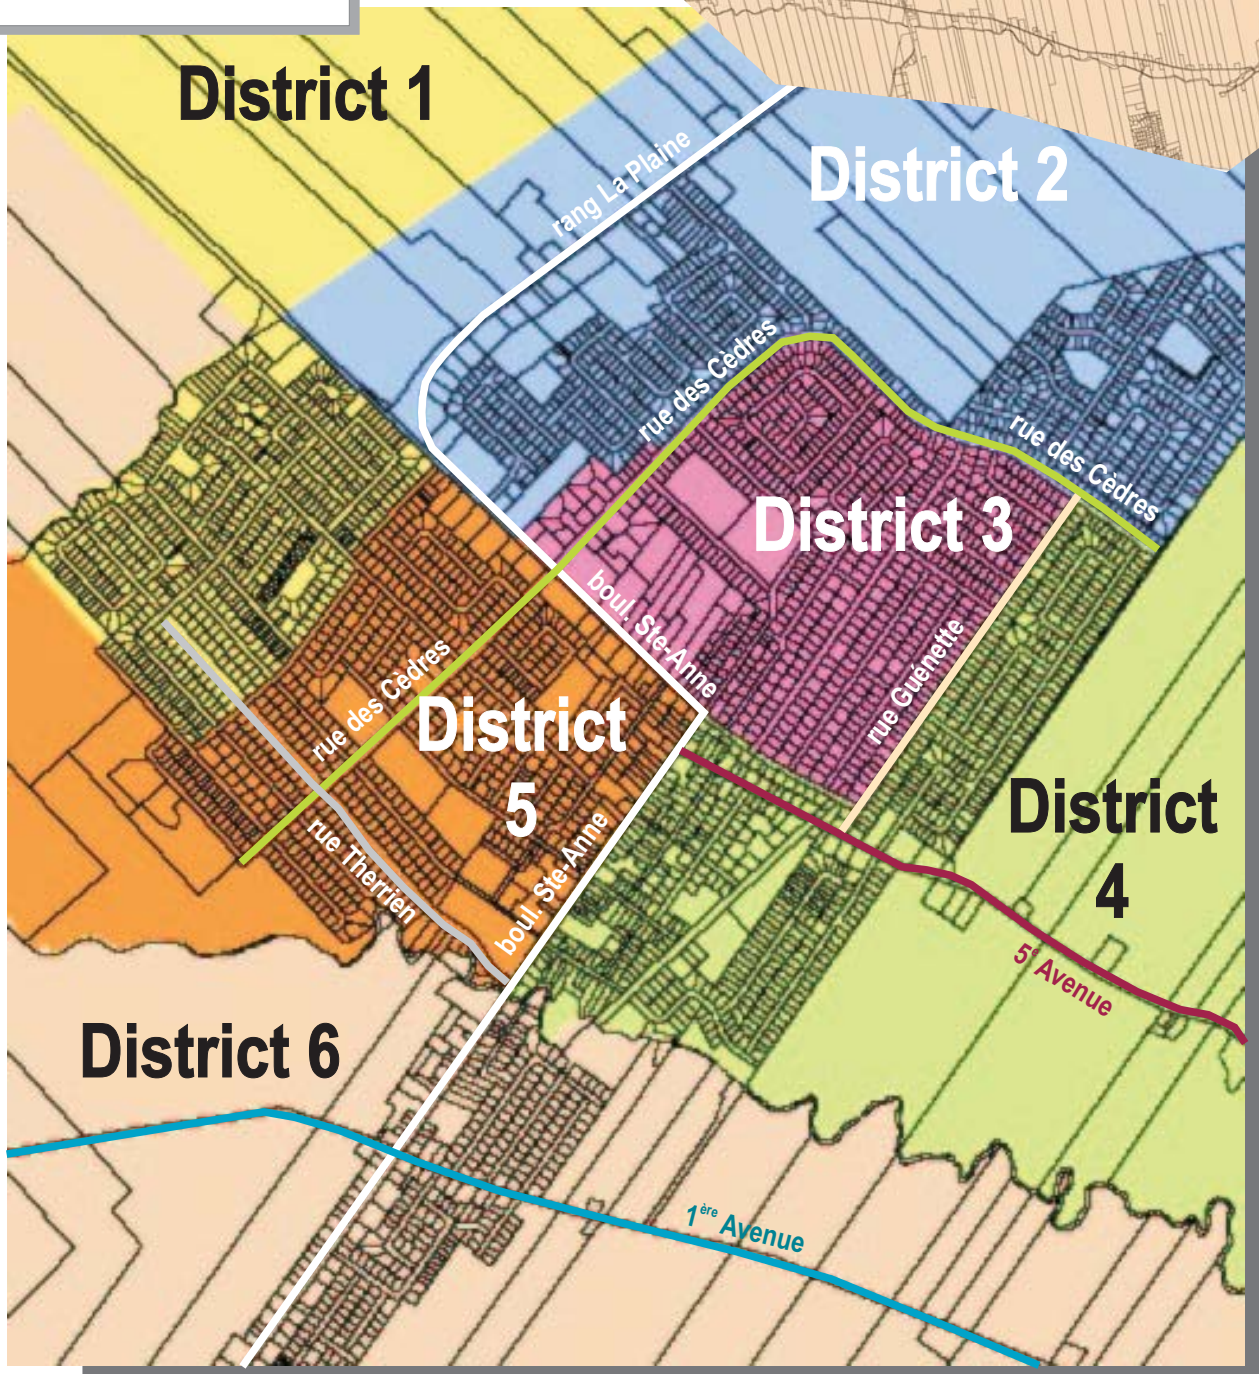 District 1
rang La Plaine
District 2
rue des Cèdres
rue des Cèdres
District 3
boul. Ste-Anne
rue Guénette
rue des Cèdres
District
5
District
4
rue Therrien
boul. Ste-Anne
5e Avenue
District 6
1ère Avenue